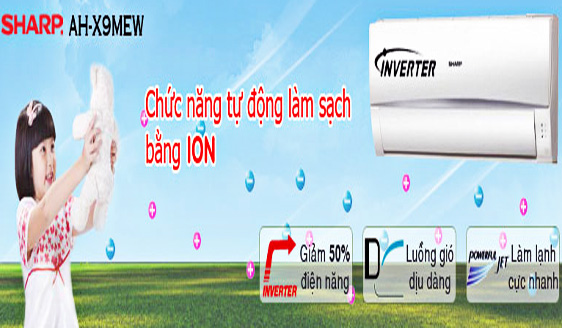 SHARP. AH-X9MEW
INVERTER SHARP
Chức năng tự động làm sạch
bằng ION
Giảm 50%
điện năng
INVERTER
D
Luồng gió
dịu dàng
POWERFUL JET
Làm lạnh
cực nhanh